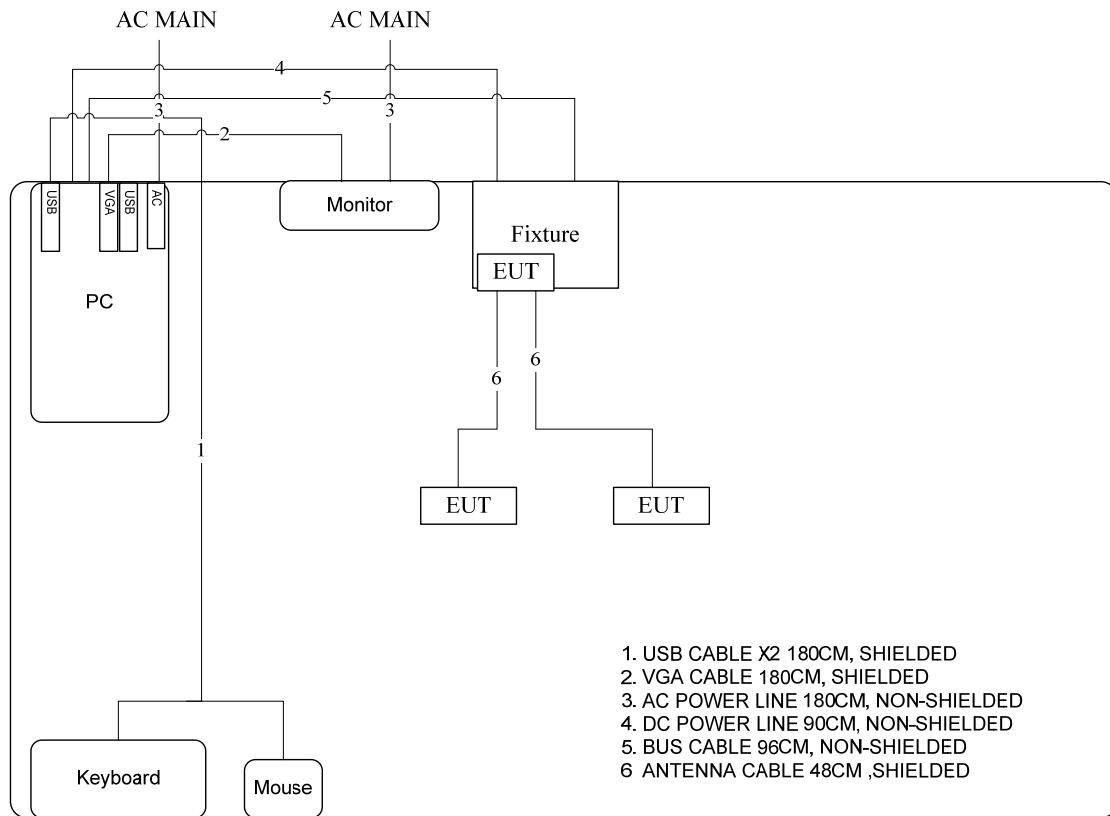 AC MAIN
AC MAIN
4
5
3
3
2
USB
VGA
USB
AC
Monitor
Fixture
EUT
PC
6
6
1
EUT
EUT
1. USB CABLE X2 180CM, SHIELDED
2. VGA CABLE 180CM, SHIELDED
3. AC POWER LINE 180CM, NON-SHIELDED
4. DC POWER LINE 90CM, NON-SHIELDED
5. BUS CABLE 96CM, NON-SHIELDED
6 ANTENNA CABLE 48CM ,SHIELDED
Keyboard
Mouse